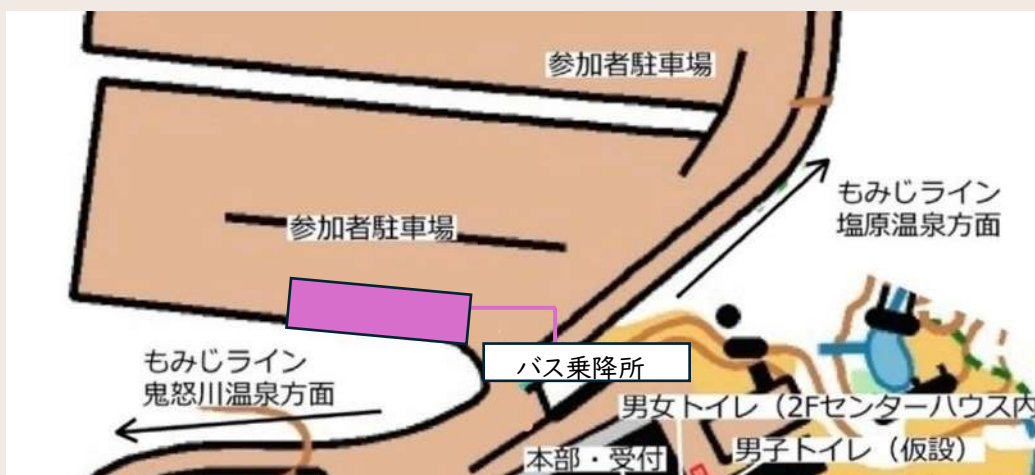 参加者駐車場
もみじライン
塩原温泉方面
参加者駐車場
もみじライン
鬼怒川温泉方面
バス乗降所
男女トイレ（2Fセンターハウス内
本部・受付
男子トイレ（仮設）